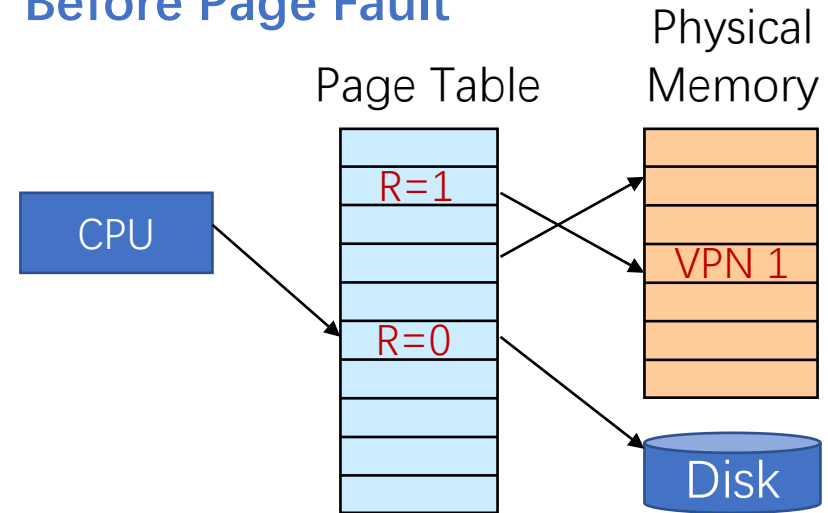 Before Page Fault
Physical
Memory
Page Table
R=1
CPU
VPN 1
R=0
Disk